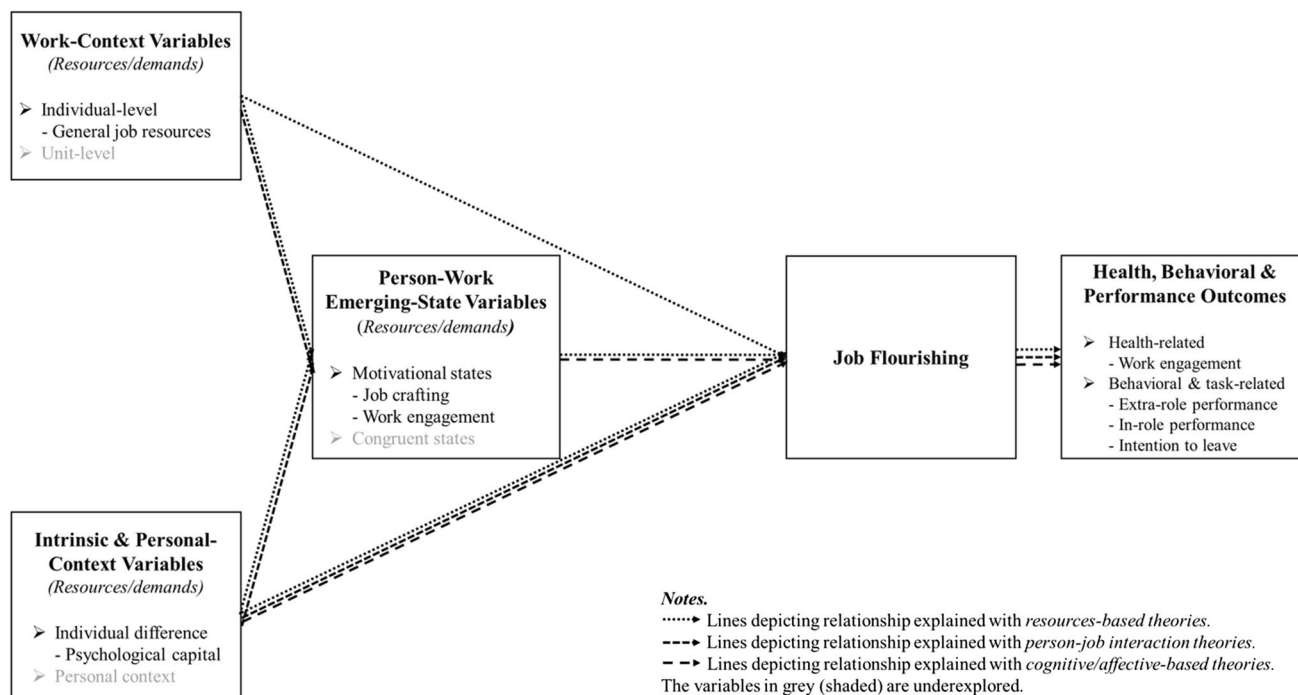 Work-Context Variables
(Resources/demands)
➢ Individual-level
- General job resources
➢ Unit-level
Person-Work
Emerging-State Variables
(Resources/demands)
➢ Motivational states
- Job crafting
- Work engagement
➢ Congruent states
Job Flourishing
Health, Behavioral &
Performance Outcomes
➢ Health-related
- Work engagement
➢ Behavioral & task-related
- Extra-role performance
- In-role performance
- Intention to leave
Intrinsic & Personal-
Context Variables
(Resources/demands)
➢ Individual difference
- Psychological capital
➢ Personal context
Notes.
Lines depicting relationship explained with resources-based theories.
Lines depicting relationship explained with person-job interaction theories.
Lines depicting relationship explained with cognitive/affective-based theories.
The variables in grey (shaded) are underexplored.